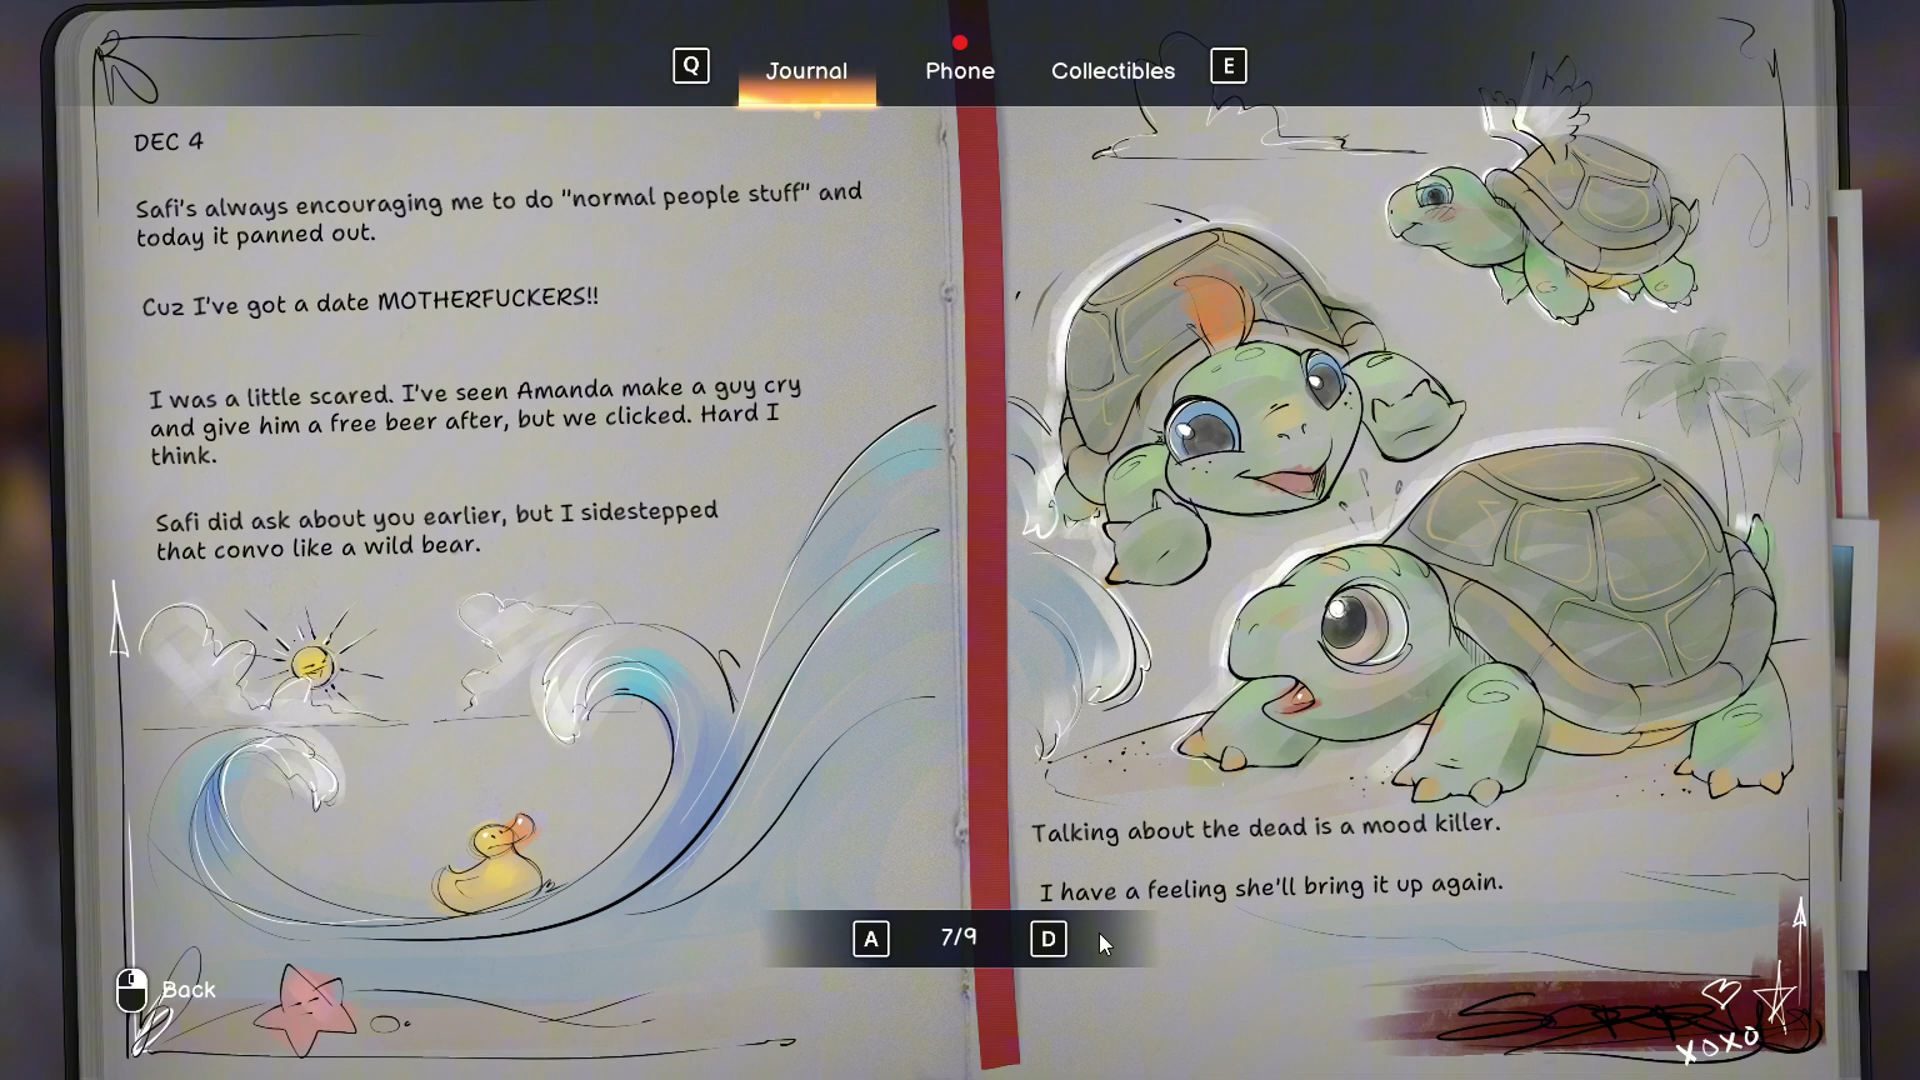 Q
Journal
Phone
Collectibles
E
DEC 4
Safi's always encouraging me to do "normal people stuff" and
today it panned out.
Cuz I've got a date MOTHERFUCKERS!!
I was a little scared. I've seen Amanda make a guy cry
and give him a free beer after, but we clicked. Hard I
think.
Safi did ask about you earlier, but I sidestepped
that convo like a wild bear.
Talking about the dead is a mood killer.
I have a feeling she'll bring it up again.
A
7/9
D
Back
SORRY
xoxo